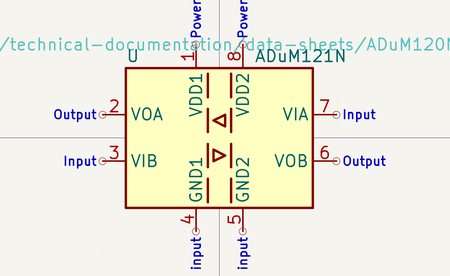 Power
Power
/technical-documentation/data-sheets/ADuM120N
U
ADuM121N
1
8
VDD1
VDD2
Output 2 VOA VIA 7 Input
Input 3 VIB VOB 6 Output
GND1
GND2
4
5
input
input